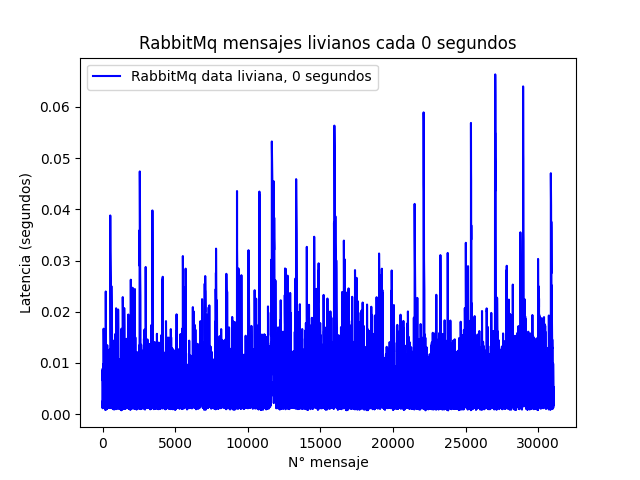 RabbitMq mensajes livianos cada 0 segundos
RabbitMq data liviana, 0 segundos
Latencia (segundos)
0.06
0.05
0.04
0.03
0.02
0.01
0.00
0 5000 10000 15000 20000 25000 30000
N° mensaje